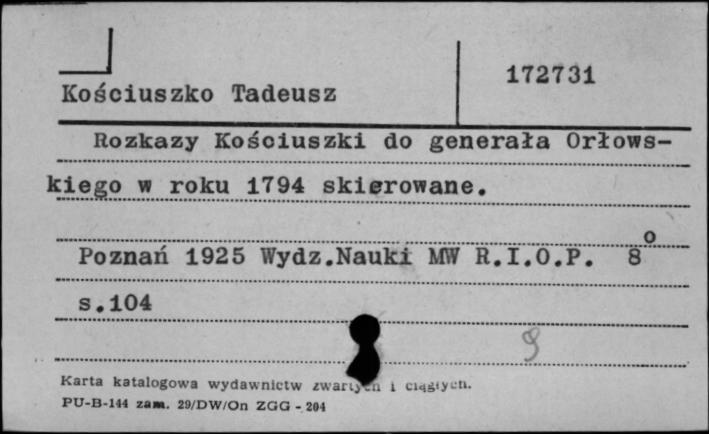 172731
Kościuszko Tadeusz
Rozkazy Kościuszki do generała Orłows-
kiego w roku 1794 skierowane.
Poznań 1925 Wydz.Nauki MW R.I.O.P. 8°
s.104
9
Karta katalogowa wydawnictw zwartych i ciągłych.
PU-B-144 zam. 29/DW/On ZGG - 204